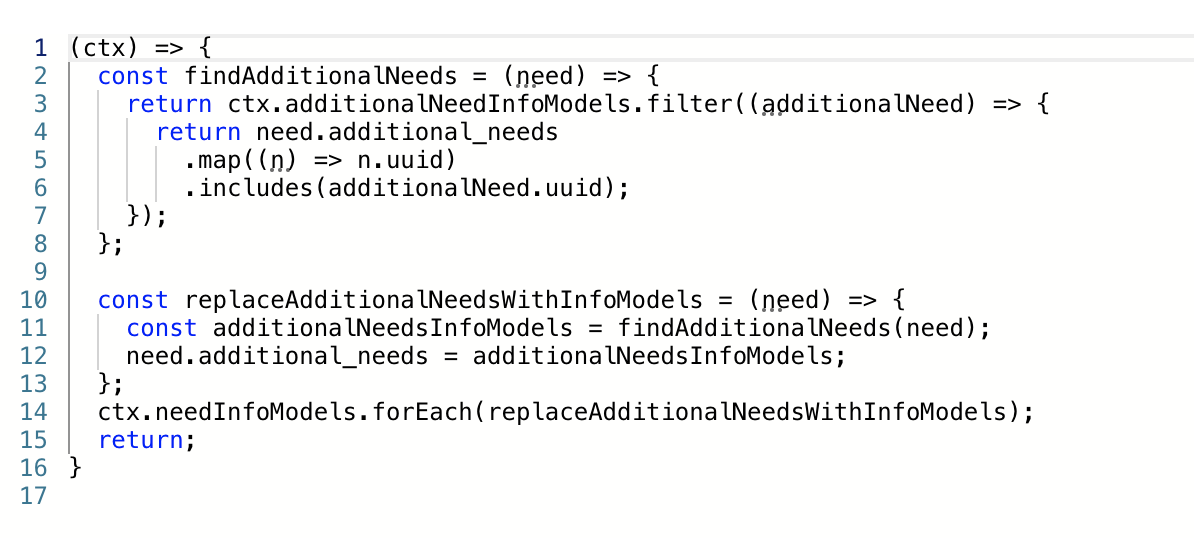 1 (ctx) => {
2   const findAdditionalNeeds = (need) => {
3     return ctx.additionalNeedInfoModels.filter((additionalNeed) => {
4       return need.additional_needs
5         .map((n) => n.uuid)
6         .includes(additionalNeed.uuid);
7     });
8   };
9
10   const replaceAdditionalNeedsWithInfoModels = (need) => {
11     const additionalNeedsInfoModels = findAdditionalNeeds(need);
12     need.additional_needs = additionalNeedsInfoModels;
13   };
14   ctx.needInfoModels.forEach(replaceAdditionalNeedsWithInfoModels);
15   return;
16 }
17